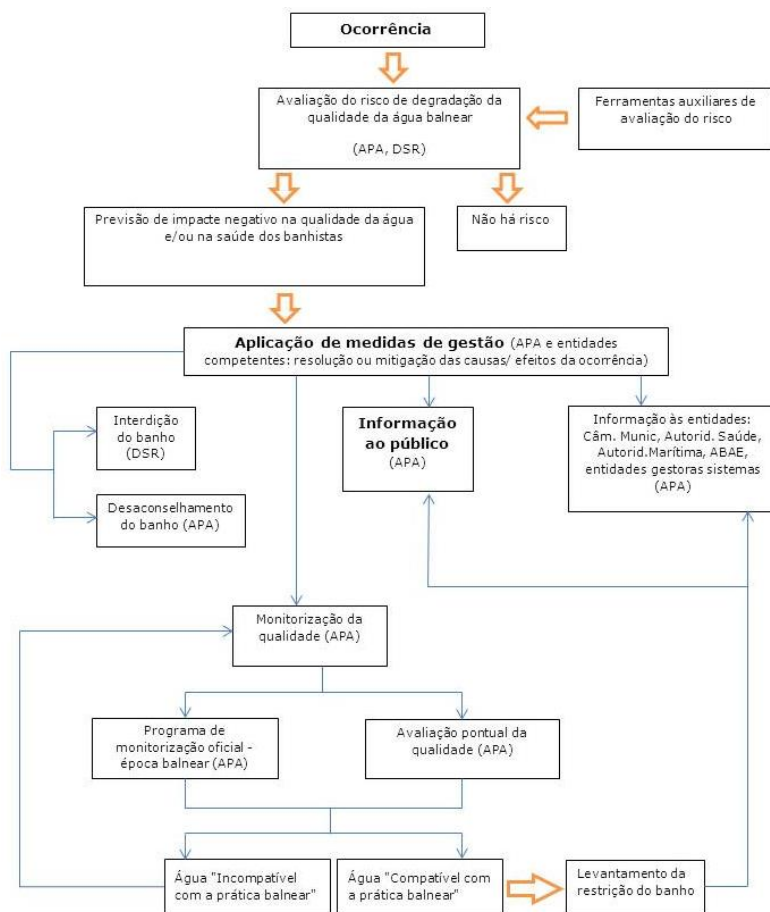 Ocorrência
Avaliação do risco de degradação da
qualidade da água balnear
(APA, DSR)
Ferramentas auxiliares de
avaliação do risco
Previsão de impacte negativo na qualidade da água
e/ou na saúde dos banhistas
Não há risco
Aplicação de medidas de gestão (APA e entidades
competentes: resolução ou mitigação das causas/ efeitos da ocorrência)
Interdição
do banho
(DSR)
Desaconselhamento
do banho (APA)
Informação
ao público
(APA)
Informação às entidades:
Câm. Munic, Autorid. Saúde,
Autorid.Marítima, ABAE,
entidades gestoras sistemas
(APA)
Monitorização da
qualidade (APA)
Programa de
monitorização oficial -
época balnear (APA)
Avaliação pontual da
qualidade (APA)
Água "Incompatível
com a prática balnear"
Água "Compatível com
a prática balnear"
Levantamento da
restrição do banho